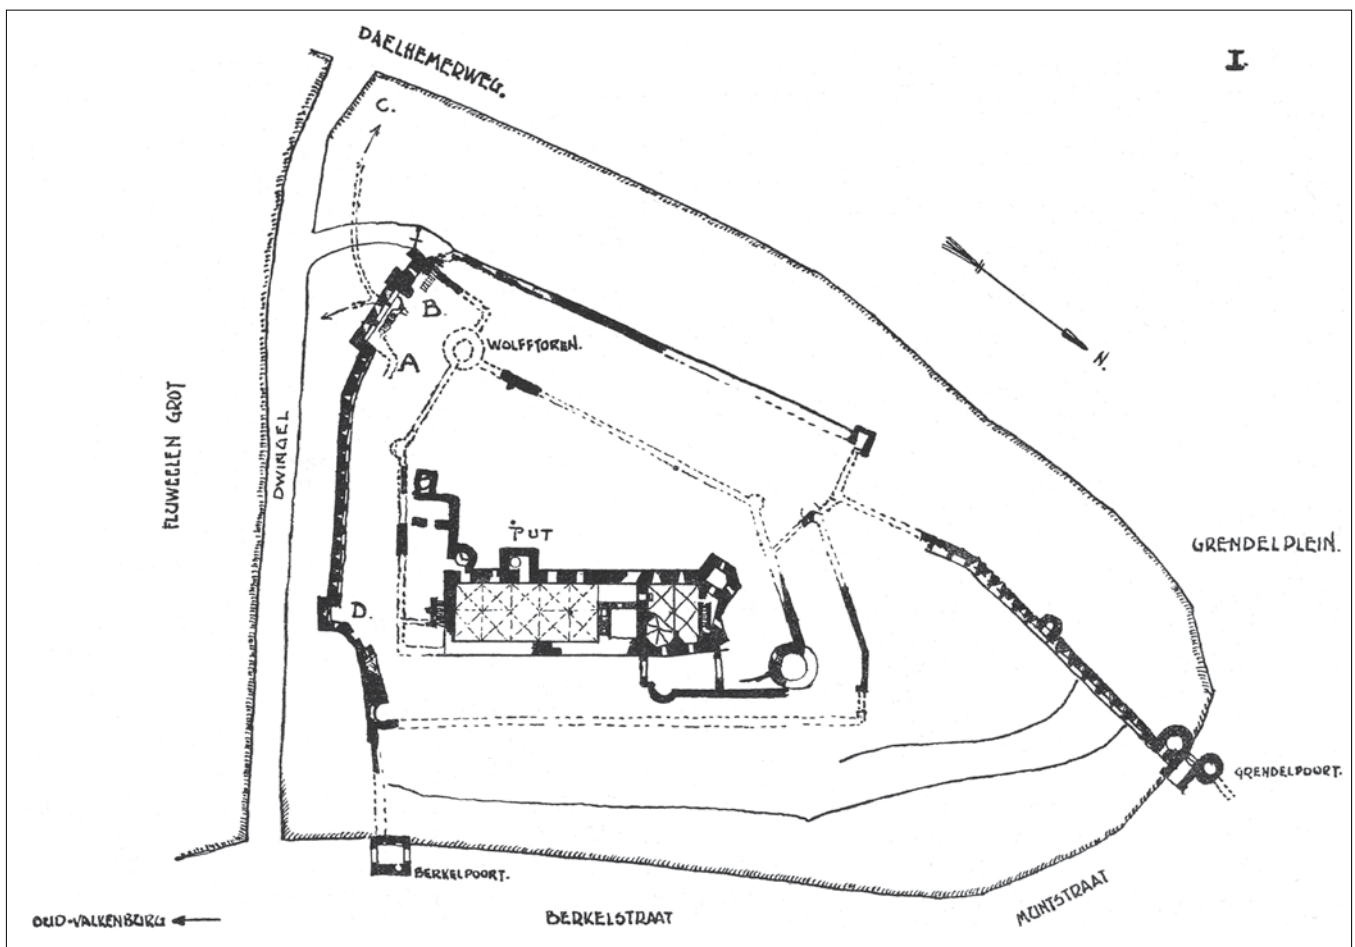 DAELHEMERWEG.
I.
C.
B.
WOLFFTOREN.
A
N.
FLUWEELEN GROT
DWINGEL
PUT
GRENDELPLEIN.
D.
GRENDELPOORT.
BERKELPOORT.
MUNTSTRAAT
OUD-VALKENBURG
BERKELSTRAAT